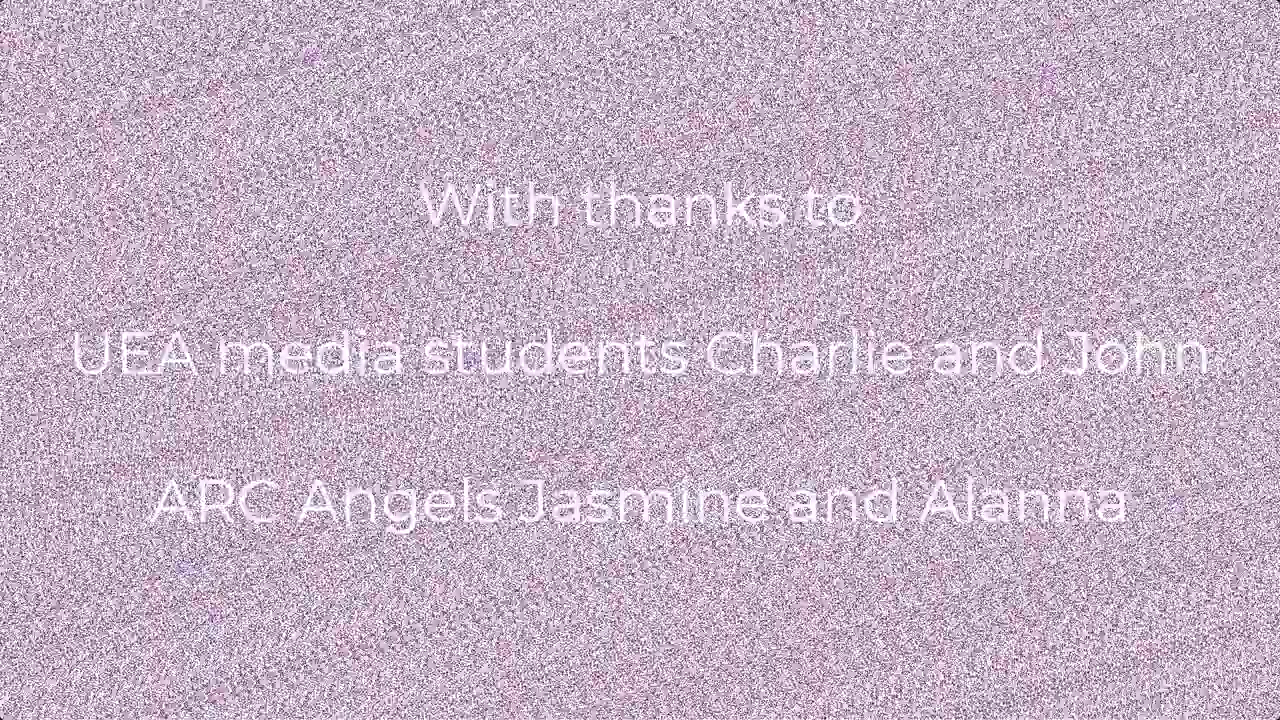 With thanks to
UEA media students Charlie and John
ARC Angels Jasmine and Alanna